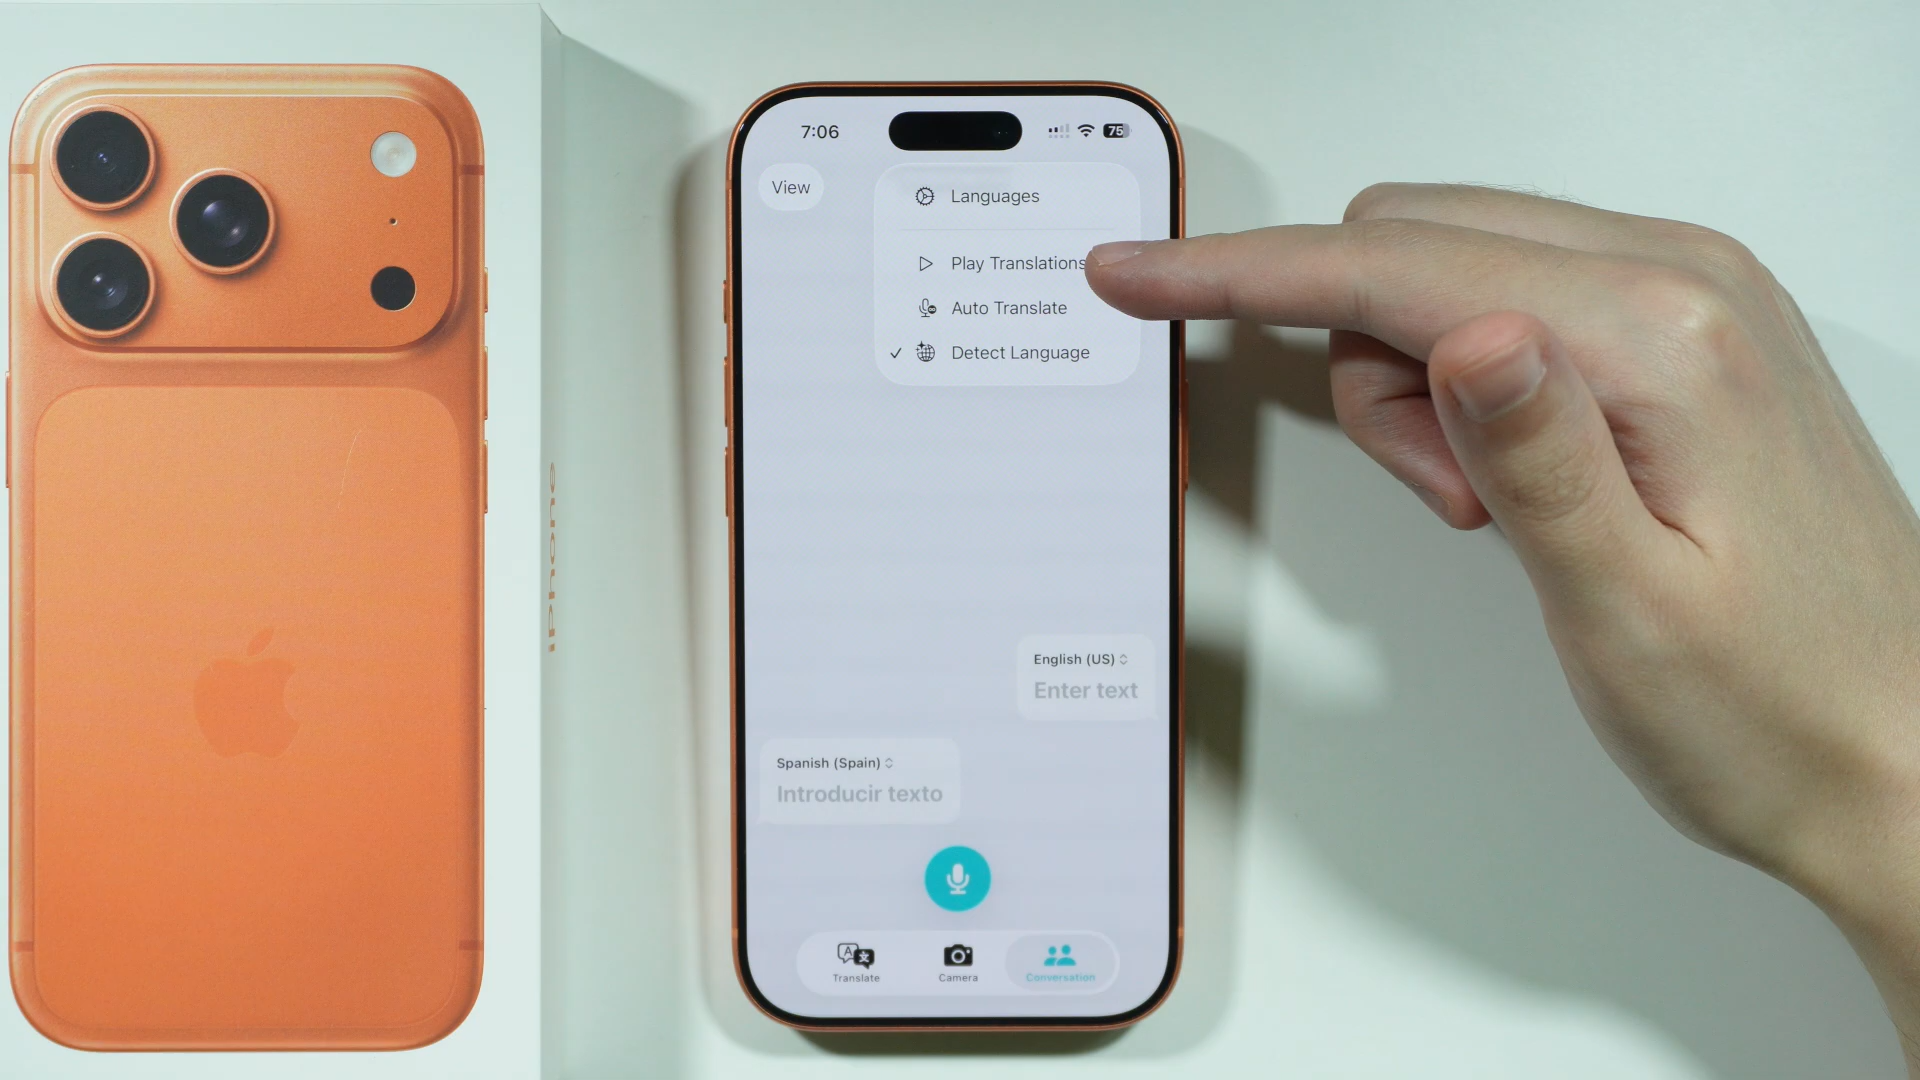 iPhone
7:06
75
View
Languages
Play Translations
Auto Translate
Detect Language
English (US)
Enter text
Spanish (Spain)
Introducir texto
Translate
Camera
Conversation